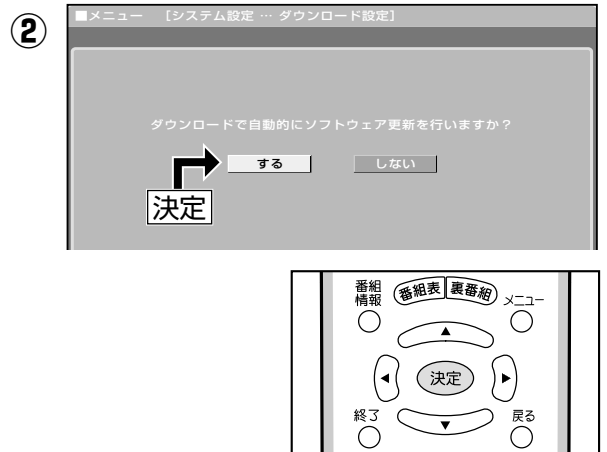 ②
■メニュー [システム設定 … ダウンロード設定]
ダウンロードで自動的にソフトウェア更新を行いますか？
する しない
決定
番組
情報
番組表 裏番組
メニュー
▲
◀ 決定 ▶
終了
▼
戻る